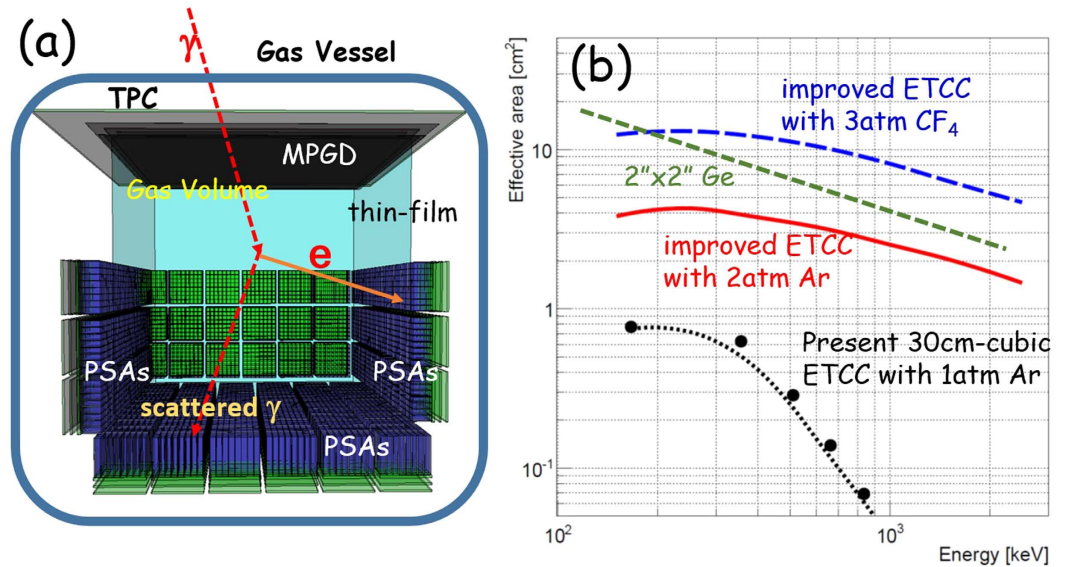 (a)
γ
Gas Vessel
TPC
MPGD
Gas Volume
thin-film
e
PSAs
PSAs
scattered γ
PSAs
(b)
Effective area [cm²]
improved ETCC
with 3atm CF₄
10
2"x2" Ge
improved ETCC
with 2atm Ar
1
Present 30cm-cubic
ETCC with 1atm Ar
10⁻¹
10²
10³
Energy [keV]